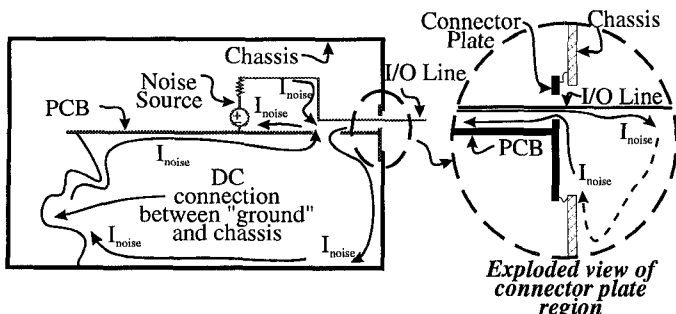 Chassis
Noise
Source
PCB
I noise
I noise
I/O Line
I noise
DC
connection
between "ground"
and chassis
I noise
I noise
Connector
Plate
Chassis
I/O Line
I noise
PCB
I noise
Exploded view of
connector plate
region